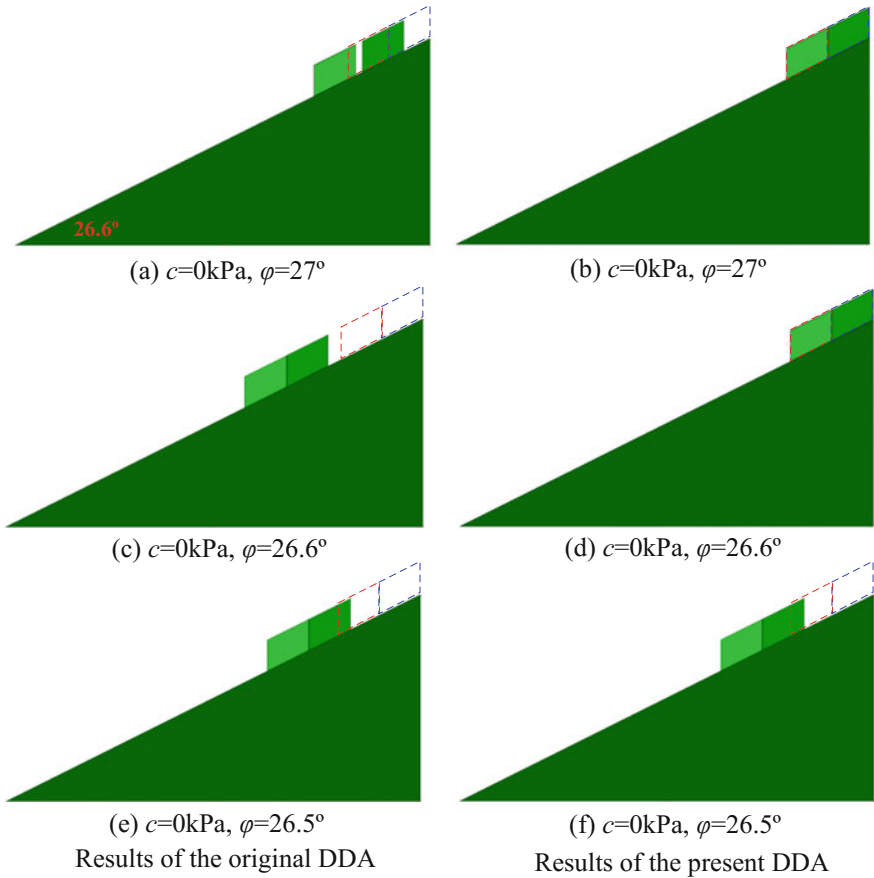 26.6º
(a) c=0kPa, φ=27º
(b) c=0kPa, φ=27º
(c) c=0kPa, φ=26.6º
(d) c=0kPa, φ=26.6º
(e) c=0kPa, φ=26.5º
(f) c=0kPa, φ=26.5º
Results of the original DDA
Results of the present DDA